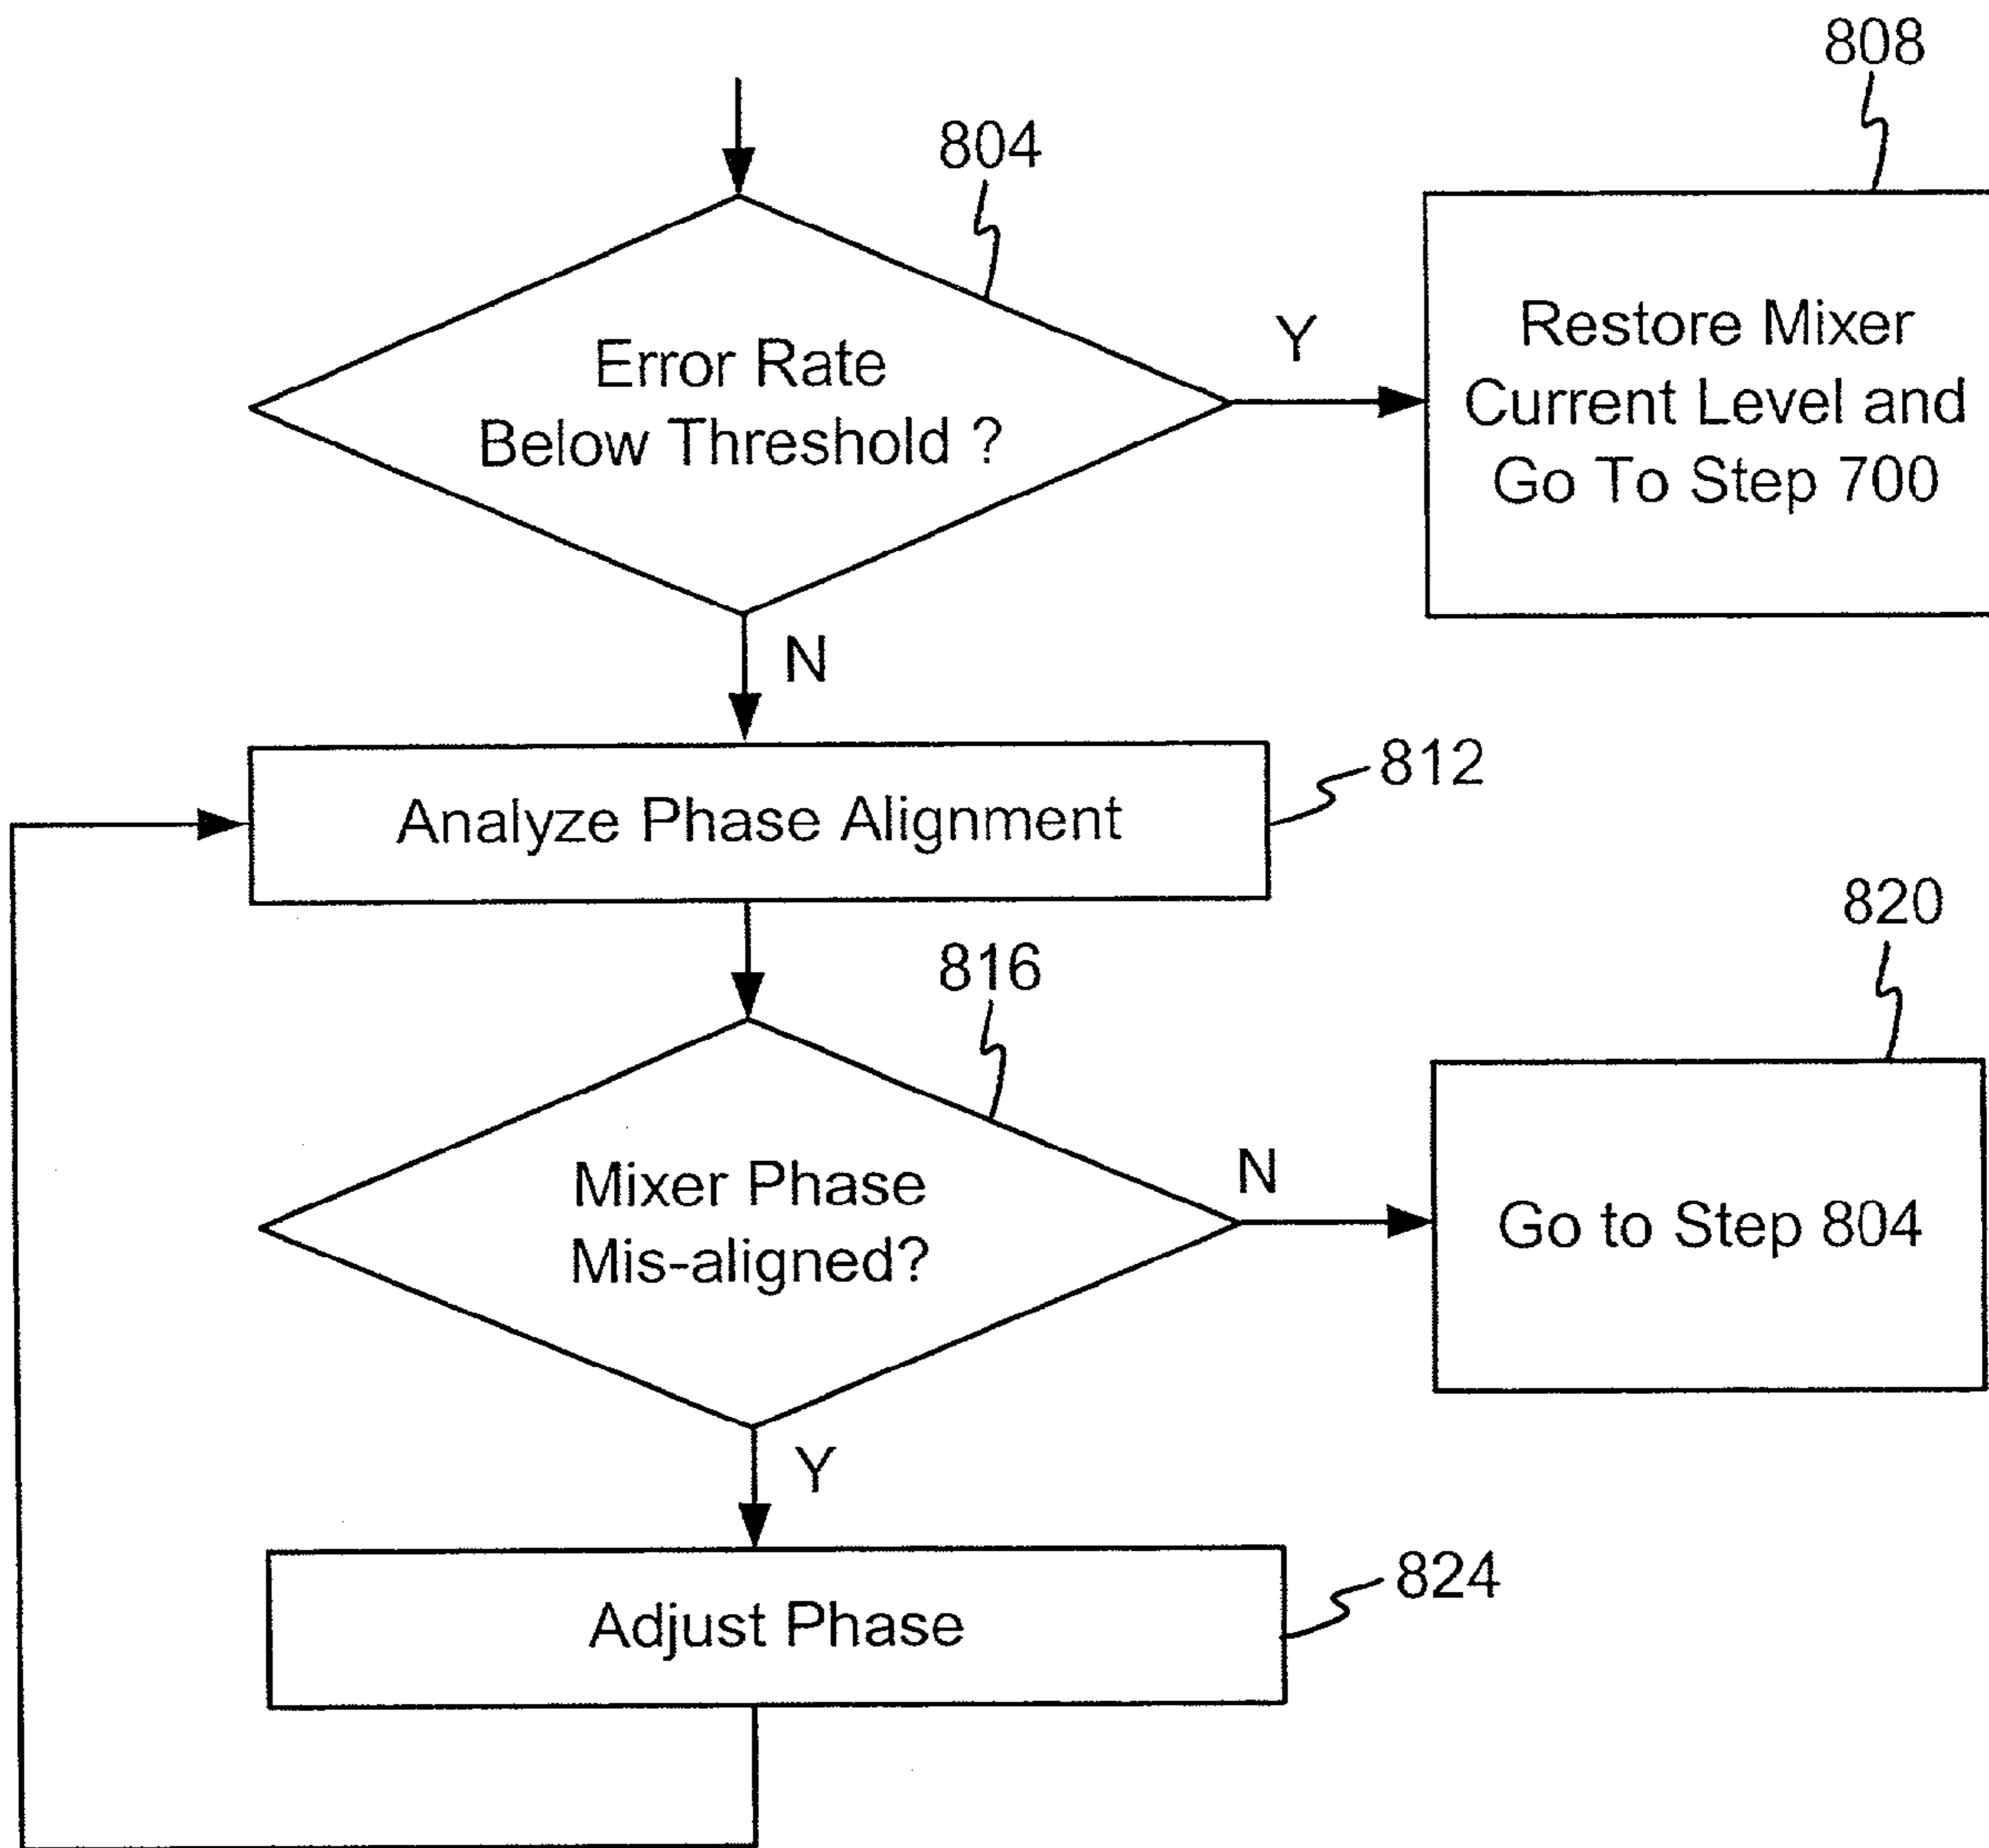 808
804
Error Rate
Below Threshold ?
Y
Restore Mixer
Current Level and
Go To Step 700
N
Analyze Phase Alignment
812
816
820
Mixer Phase
Mis-aligned?
N
Go to Step 804
Y
Adjust Phase
824